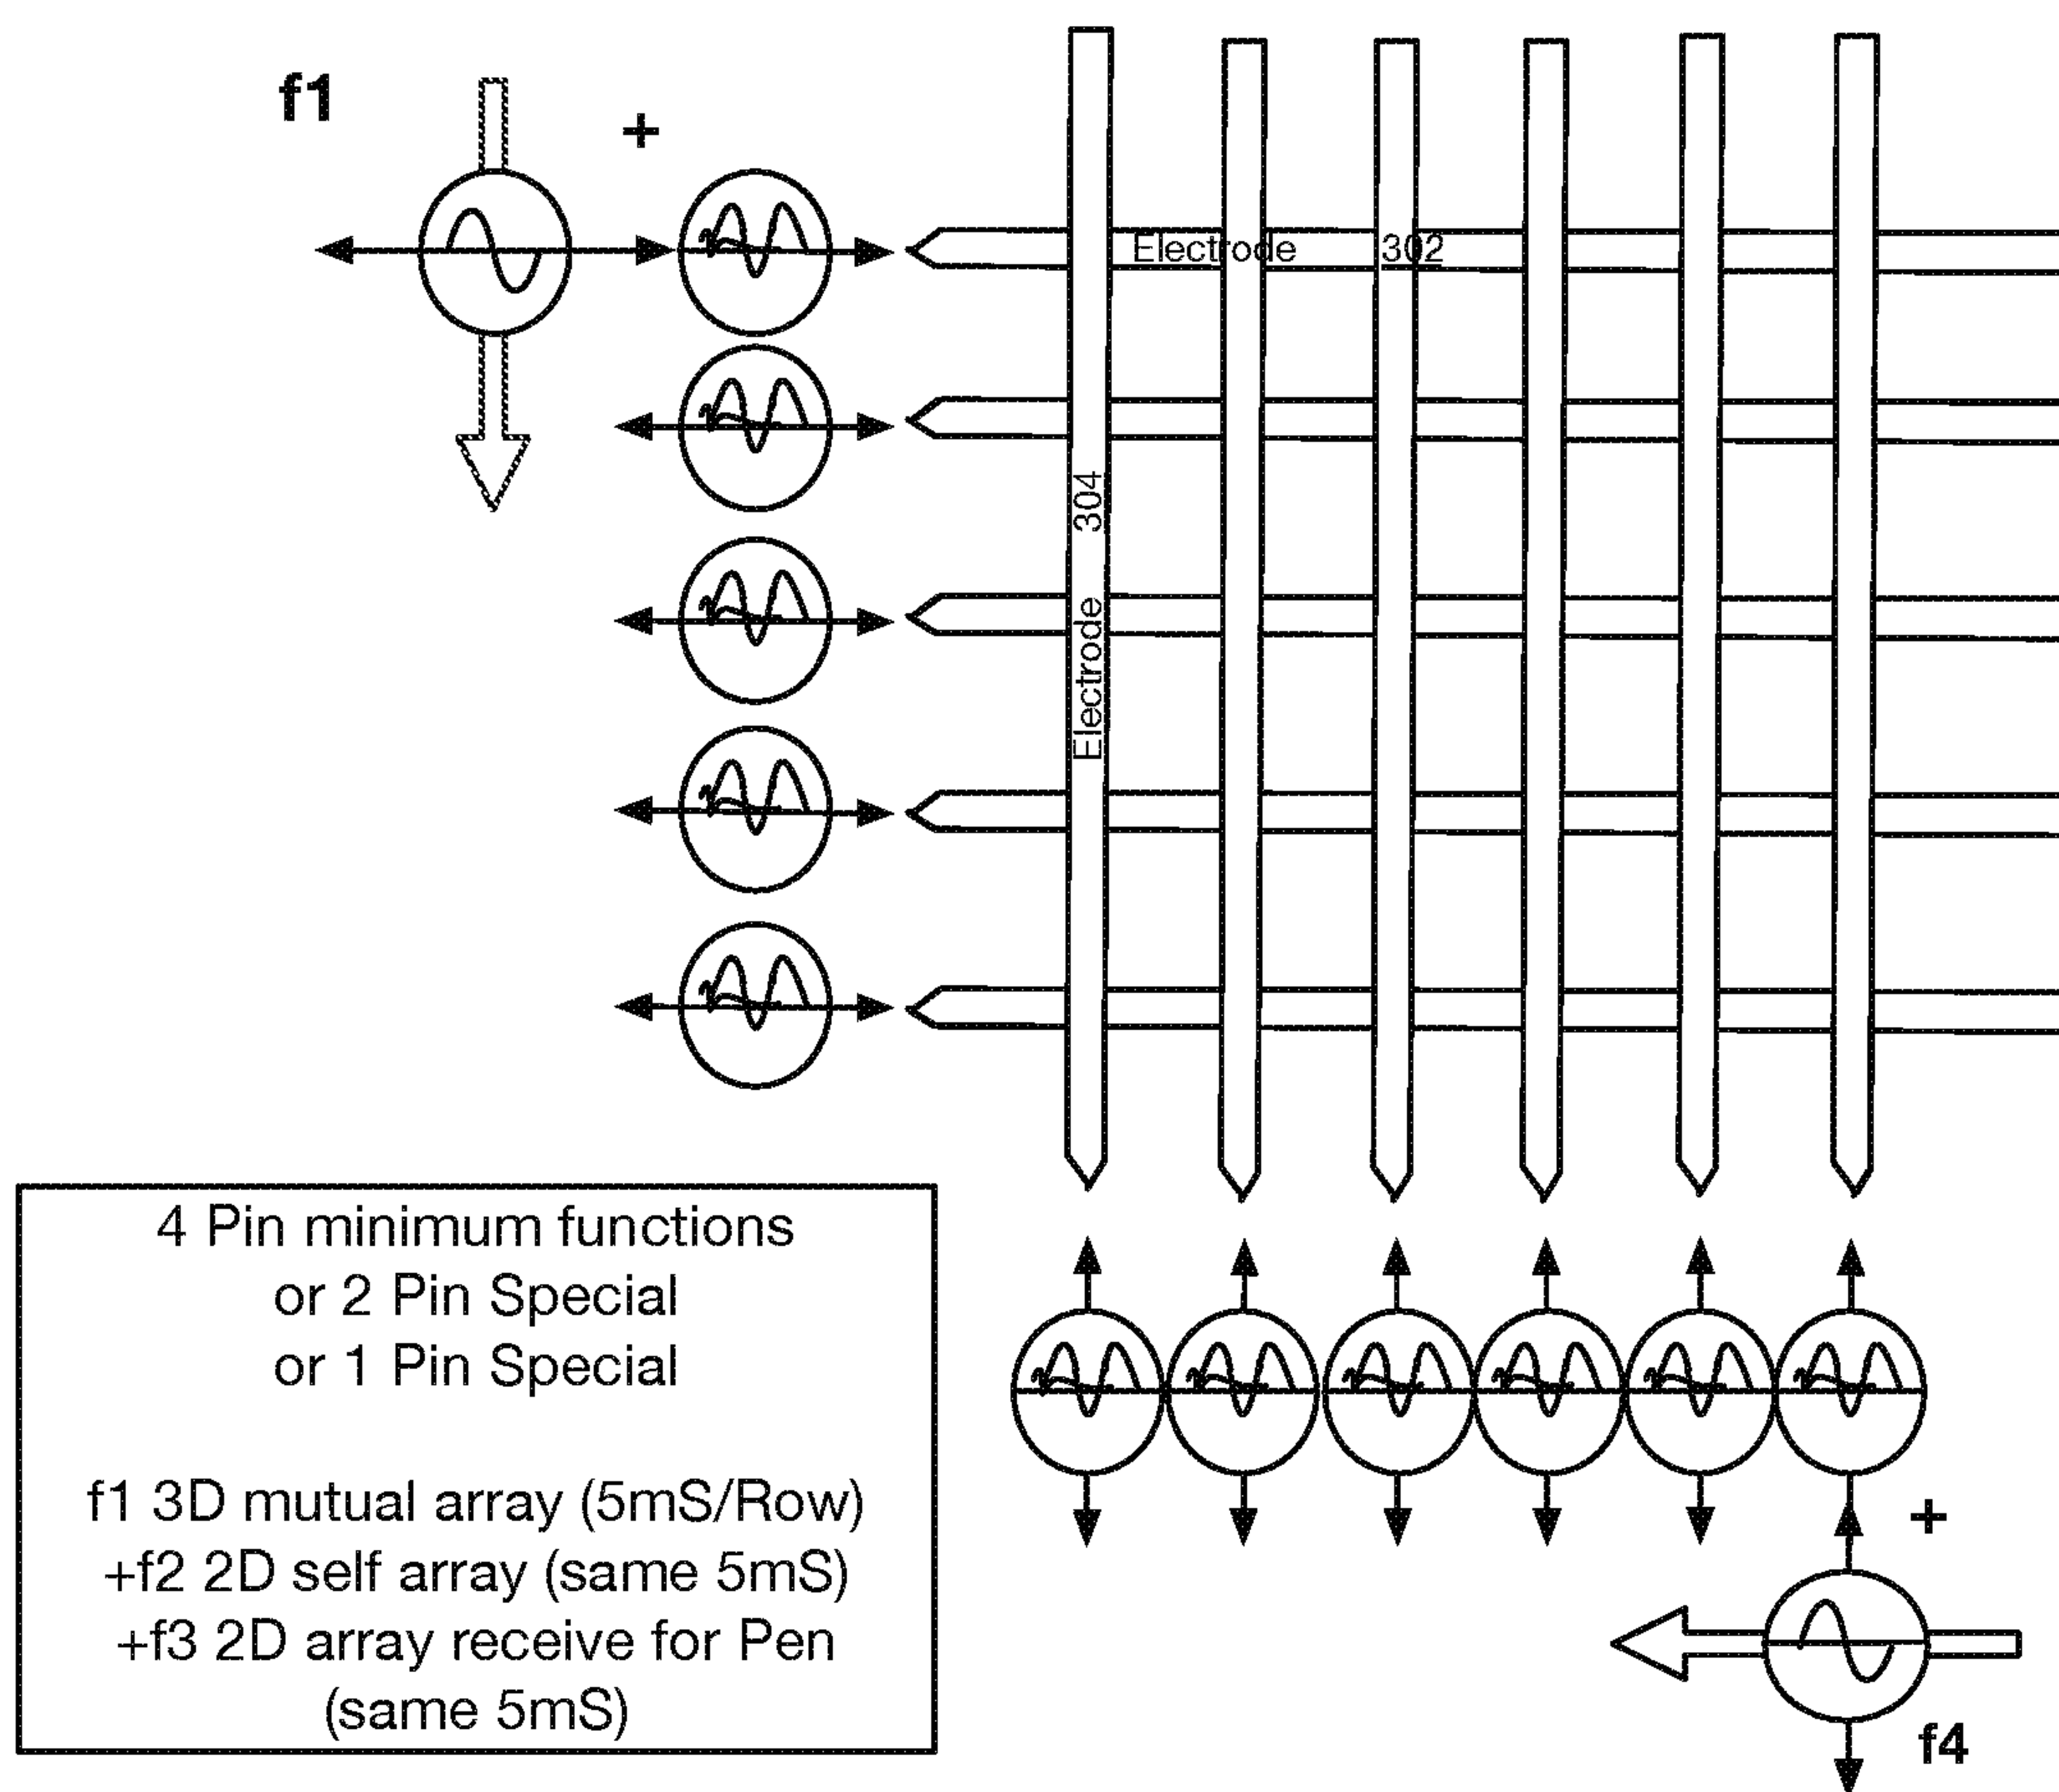 f1
+
Electrode 302
Electrode 304
4 Pin minimum functions
or 2 Pin Special
or 1 Pin Special
f1 3D mutual array (5mS/Row)
+f2 2D self array (same 5mS)
+f3 2D array receive for Pen
(same 5mS)
+
f4